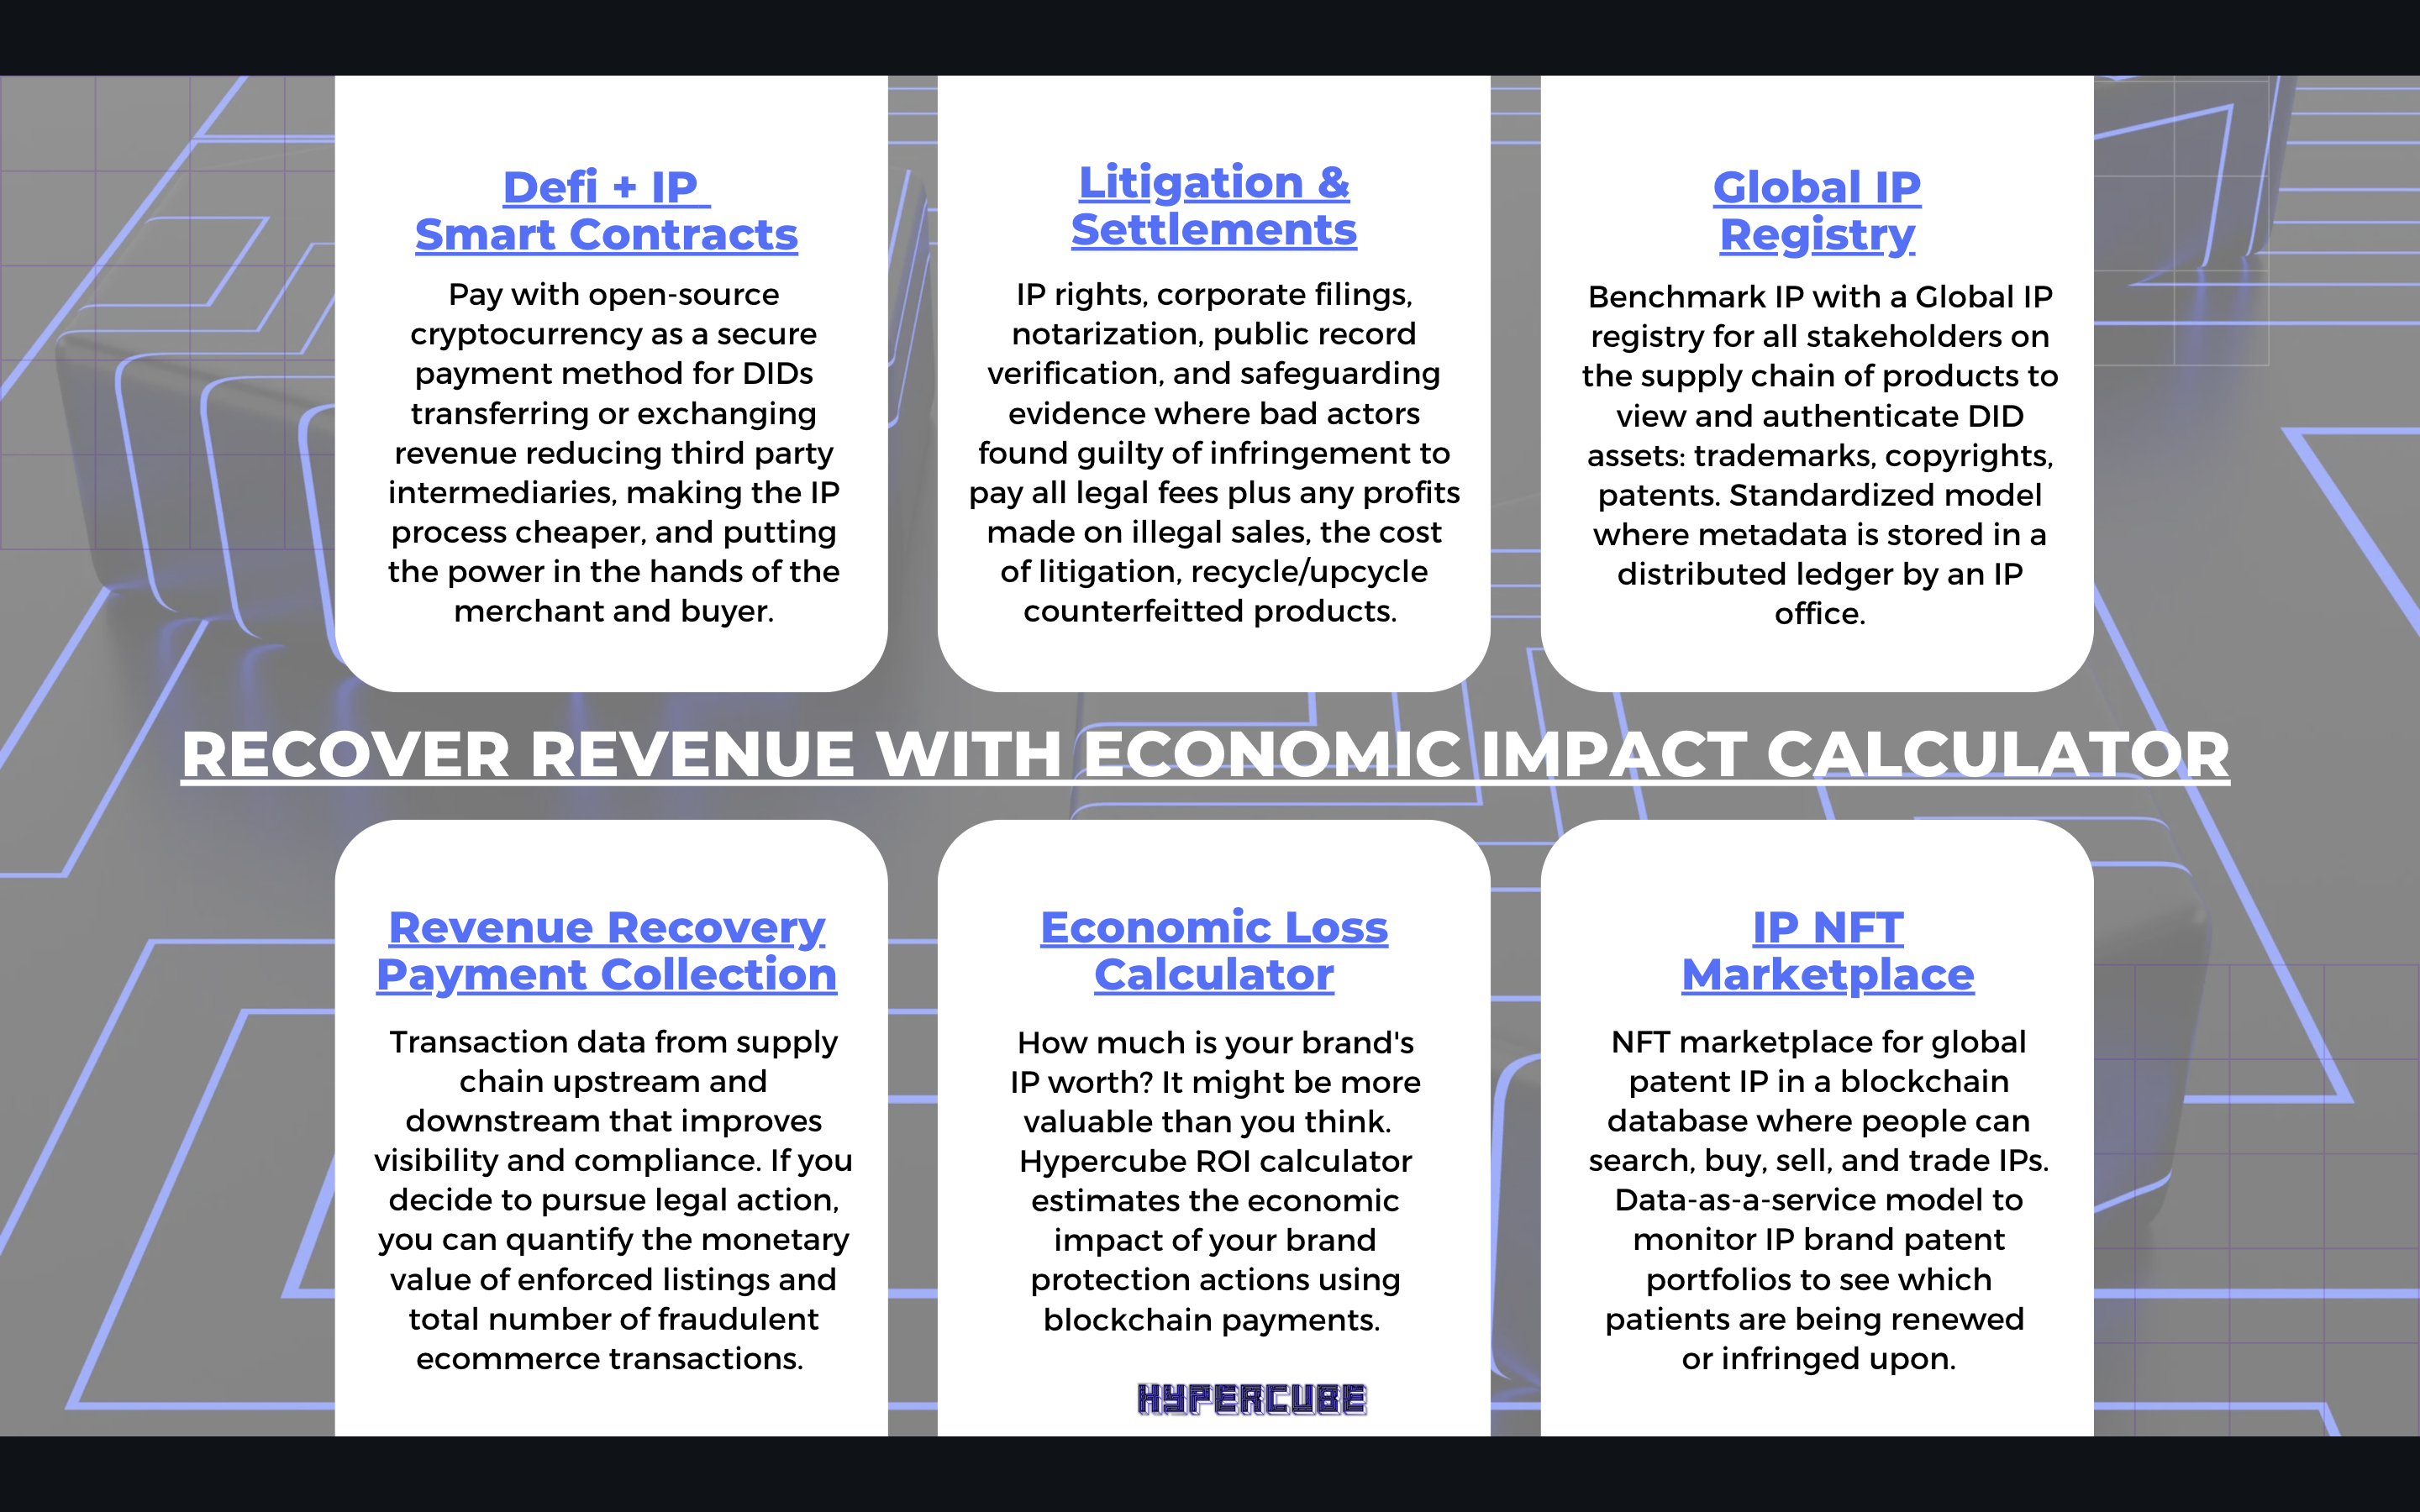 Defi + IP
Smart Contracts
Pay with open-source
cryptocurrency as a secure
payment method for DIDs
transferring or exchanging
revenue reducing third party
intermediaries, making the IP
process cheaper, and putting
the power in the hands of the
merchant and buyer.
Litigation &
Settlements
IP rights, corporate filings,
notarization, public record
verification, and safeguarding
evidence where bad actors
found guilty of infringement to
pay all legal fees plus any profits
made on illegal sales, the cost
of litigation, recycle/upcycle
counterfeitted products.
Global IP
Registry
Benchmark IP with a Global IP
registry for all stakeholders on
the supply chain of products to
view and authenticate DID
assets: trademarks, copyrights,
patents. Standardized model
where metadata is stored in a
distributed ledger by an IP
office.
RECOVER REVENUE WITH ECONOMIC IMPACT CALCULATOR
Revenue Recovery
Payment Collection
Transaction data from supply
chain upstream and
downstream that improves
visibility and compliance. If you
decide to pursue legal action,
you can quantify the monetary
value of enforced listings and
total number of fraudulent
ecommerce transactions.
Economic Loss
Calculator
How much is your brand's
IP worth? It might be more
valuable than you think.
Hypercube ROI calculator
estimates the economic
impact of your brand
protection actions using
blockchain payments.
HYPERCUBE
IP NFT
Marketplace
NFT marketplace for global
patent IP in a blockchain
database where people can
search, buy, sell, and trade IPs.
Data-as-a-service model to
monitor IP brand patent
portfolios to see which
patients are being renewed
or infringed upon.